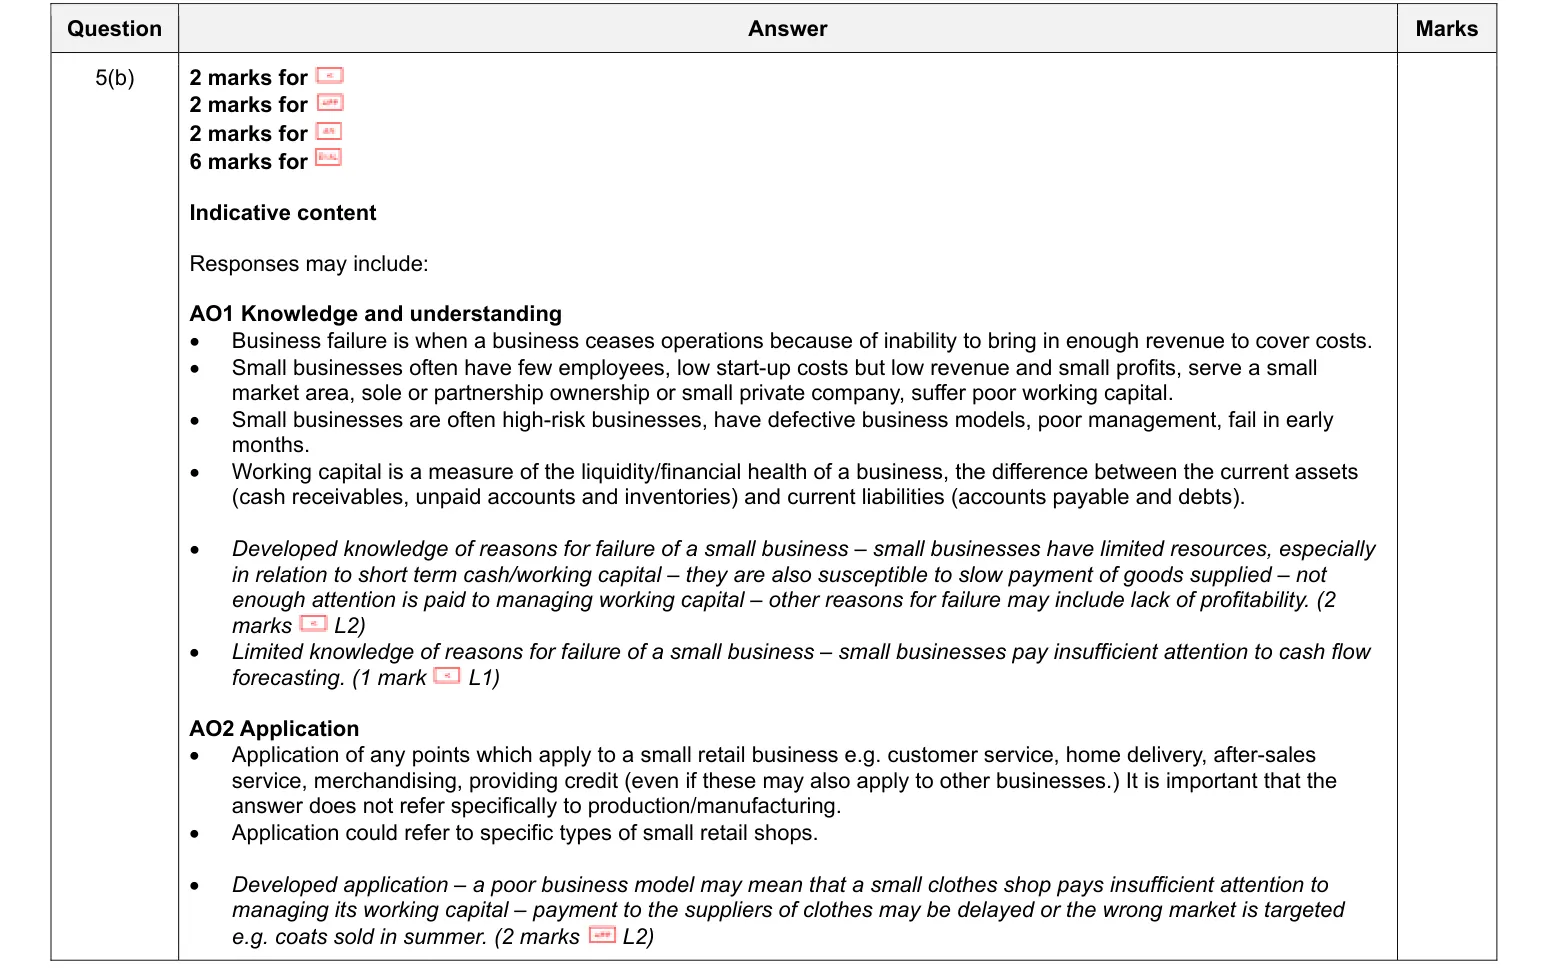 Question Answer Marks
5(b) 2 marks for
2 marks for
2 marks for
6 marks for
Indicative content
Responses may include:
AO1 Knowledge and understanding
• Business failure is when a business ceases operations because of inability to bring in enough revenue to cover costs.
• Small businesses often have few employees, low start-up costs but low revenue and small profits, serve a small
market area, sole or partnership ownership or small private company, suffer poor working capital.
• Small businesses are often high-risk businesses, have defective business models, poor management, fail in early
months.
• Working capital is a measure of the liquidity/financial health of a business, the difference between the current assets
(cash receivables, unpaid accounts and inventories) and current liabilities (accounts payable and debts).
• Developed knowledge of reasons for failure of a small business – small businesses have limited resources, especially
in relation to short term cash/working capital – they are also susceptible to slow payment of goods supplied – not
enough attention is paid to managing working capital – other reasons for failure may include lack of profitability. (2
marks L2)
• Limited knowledge of reasons for failure of a small business – small businesses pay insufficient attention to cash flow
forecasting. (1 mark L1)
AO2 Application
• Application of any points which apply to a small retail business e.g. customer service, home delivery, after-sales
service, merchandising, providing credit (even if these may also apply to other businesses.) It is important that the
answer does not refer specifically to production/manufacturing.
• Application could refer to specific types of small retail shops.
• Developed application – a poor business model may mean that a small clothes shop pays insufficient attention to
managing its working capital – payment to the suppliers of clothes may be delayed or the wrong market is targeted
e.g. coats sold in summer. (2 marks L2)